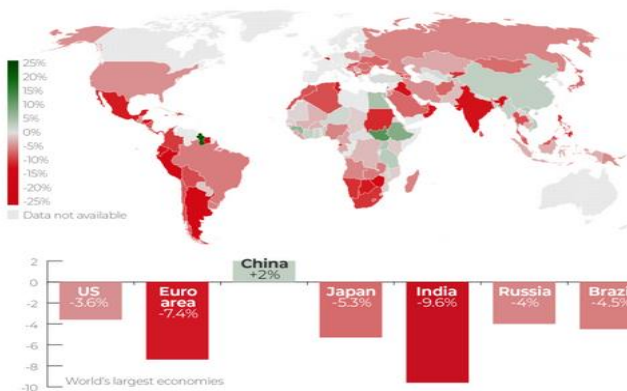 25%
20%
15%
10%
5%
0%
-5%
-10%
-15%
-20%
-25%
Data not available
2
0
-2
-4
-6
-8
-10
US
-3.6%
Euro
area
-7.4%
China
+2%
Japan
-5.3%
India
-9.6%
Russia
-4%
Brazi
-4.5%
World's largest economies